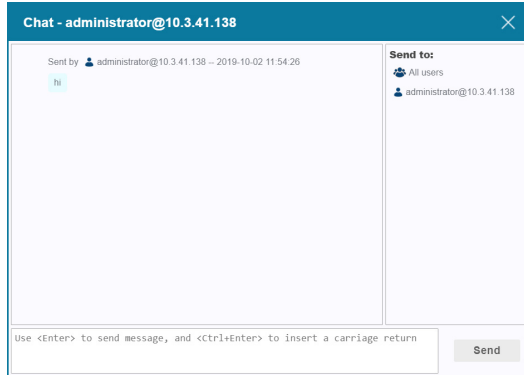 Chat - administrator@10.3.41.138
Sent by administrator@10.3.41.138 -- 2019-10-02 11:54:26
hi
Send to:
All users
administrator@10.3.41.138
Use <Enter> to send message, and <Ctrl+Enter> to insert a carriage return
Send